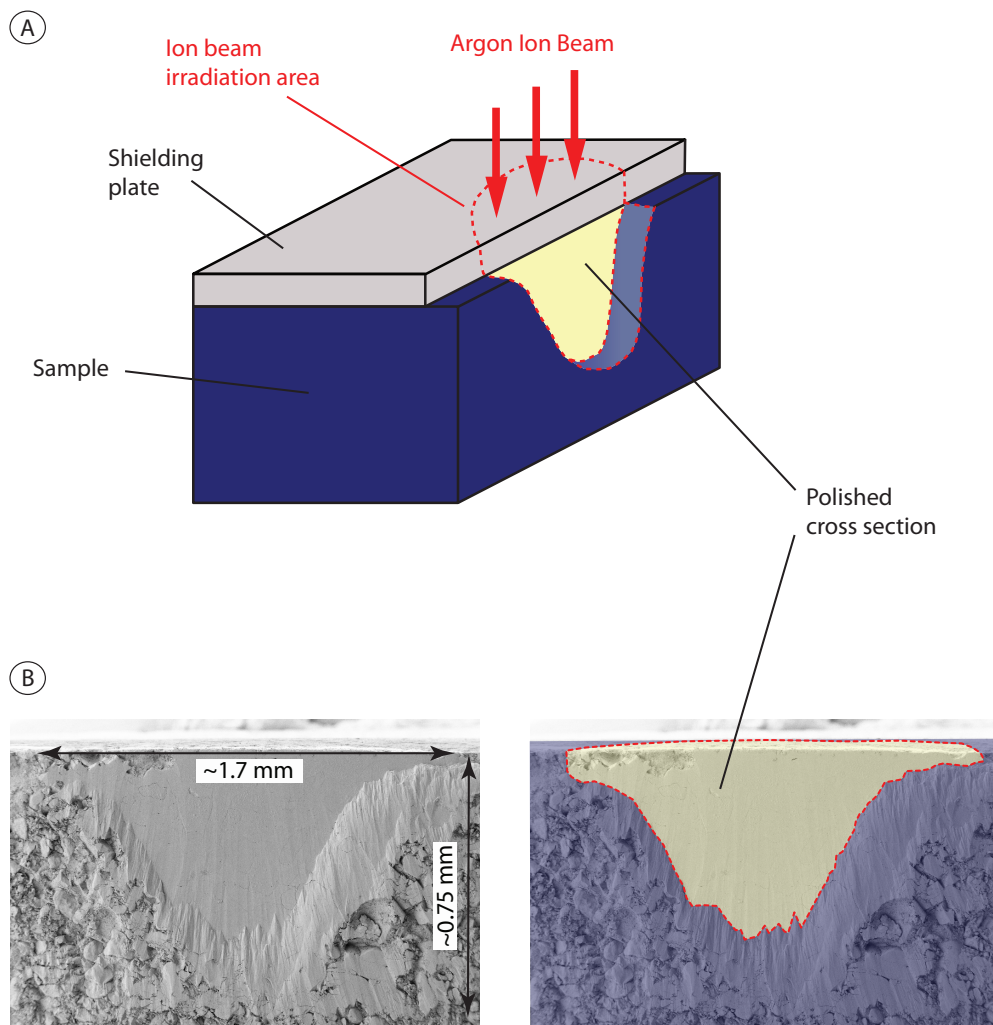 A
Ion beam
irradiation area
Argon Ion Beam
Shielding
plate
Sample
Polished
cross section
B
~1.7 mm
~0.75 mm